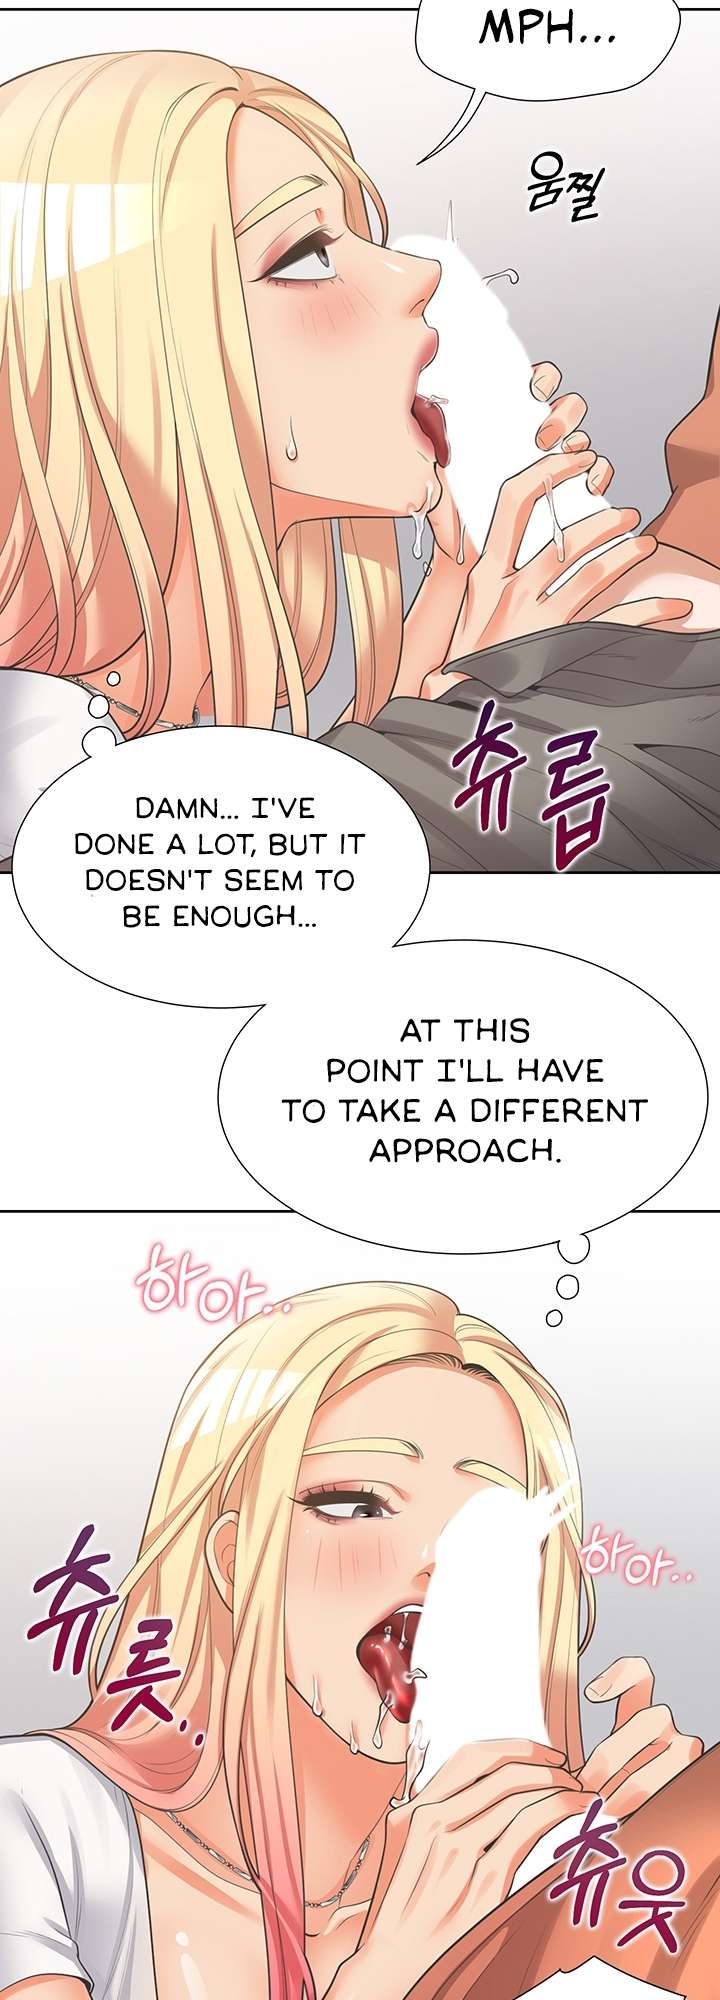 MPH...
움찔
츄릅
DAMN... I'VE
DONE A LOT, BUT IT
DOESN'T SEEM TO
BE ENOUGH...
AT THIS
POINT I'LL HAVE
TO TAKE A DIFFERENT
APPROACH.
하아..
하아..
츄릇..
츄읏